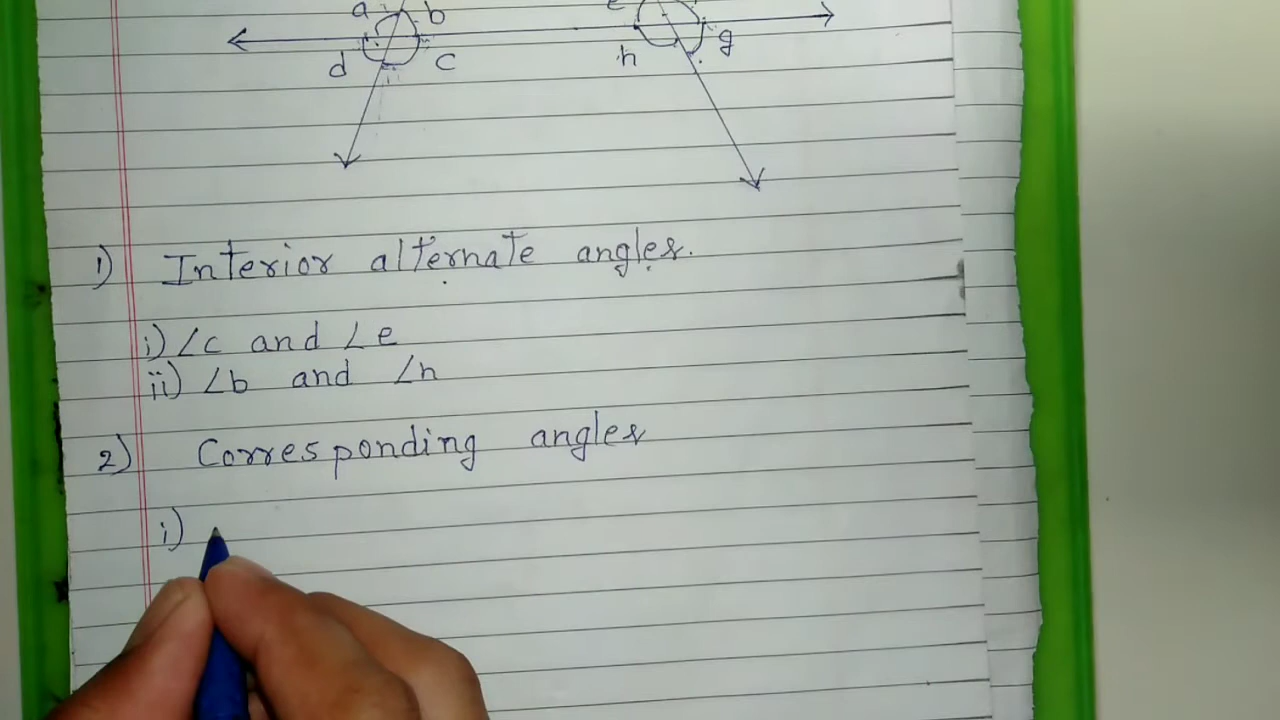 a b e
d c h g
1) Interior alternate angles.
i) ∠c and ∠e
ii) ∠b and ∠h
2) Corresponding angles
i)